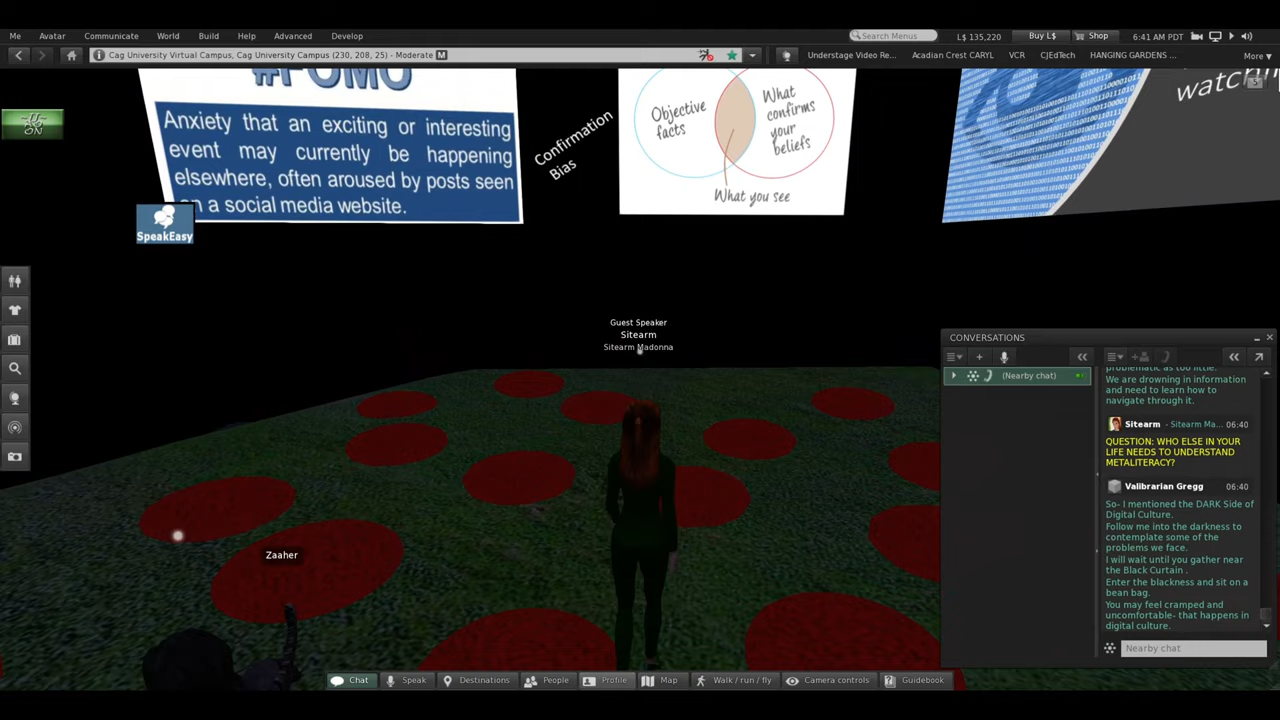 Me Avatar Communicate World Build Help Advanced Develop
Search Menus
L$ 135,220 Buy L$ Shop 6:41 AM PDT
Cag University Virtual Campus, Cag University Campus (230, 208, 25) - Moderate M
Understage Video Re... Acadian Crest CARYL VCR CJEdTech HANGING GARDENS ... More
#FOMO
Anxiety that an exciting or interesting
event may currently be happening
elsewhere, often aroused by posts seen
on a social media website.
ON
SpeakEasy
Confirmation
Bias
Objective
facts
What
confirms
your
beliefs
What you see
Guest Speaker
Sitearm
Sitearm Madonna
Zaaher
CONVERSATIONS
(Nearby chat)
problematic as too little.
We are drowning in information
and need to learn how to
navigate through it.
Sitearm - Sitearm Ma... 06:40
QUESTION: WHO ELSE IN YOUR
LIFE NEEDS TO UNDERSTAND
METALITERACY?
Valibrarian Gregg 06:40
So- I mentioned the DARK Side of
Digital Culture.
Follow me into the darkness to
contemplate some of the
problems we face.
I will wait until you gather near
the Black Curtain .
Enter the blackness and sit on a
bean bag.
You may feel cramped and
uncomfortable- that happens in
digital culture.
Nearby chat
Chat Speak Destinations People Profile Map Walk / run / fly Camera controls Guidebook